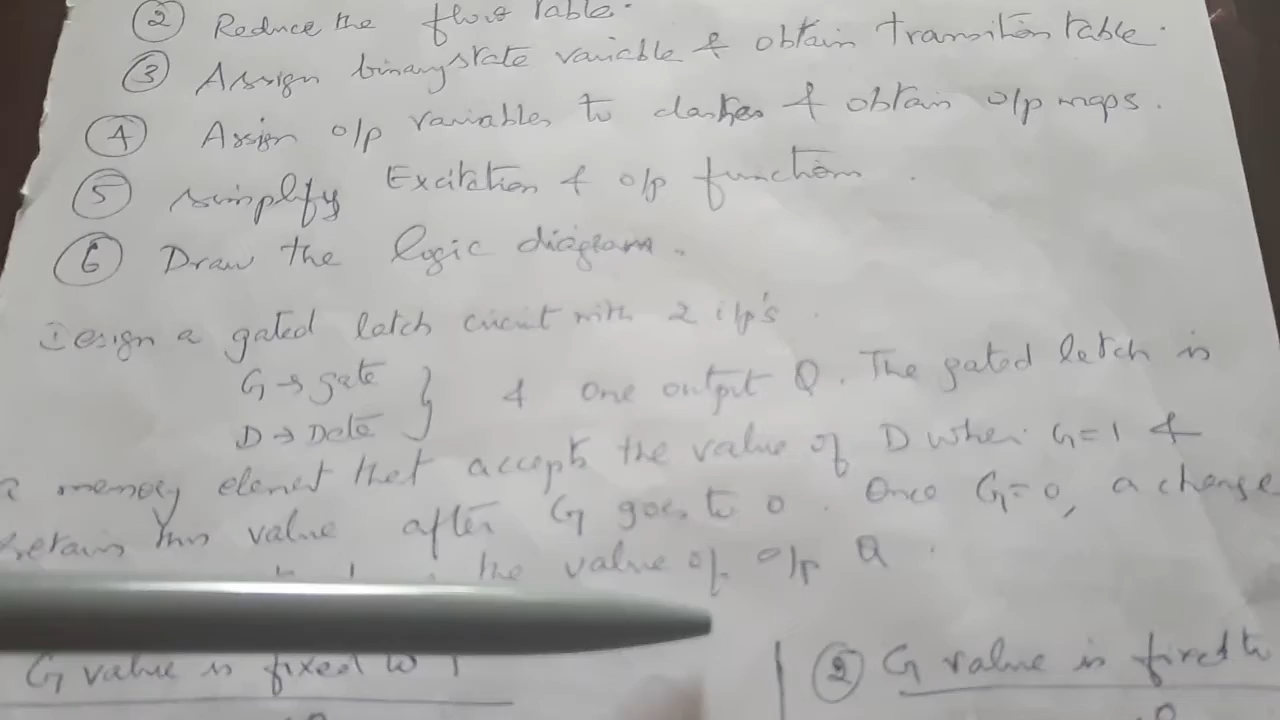 ② Reduce the flow table.
③ Assign binary state variable & obtain transition table.
④ Assign o/p variables to dashes & obtain o/p maps.
⑤ simplify Excitation & o/p function.
⑥ Draw the logic diagram.
Design a gated latch circuit with 2 i/p's.
G → gate
D → Data } & one output Q. The gated latch is
a memory element that accepts the value of D when G=1 &
retain this value after G goes to 0. Once G=0, a change
the value of o/p Q.
G value is fixed to 1
② G value is fixed to